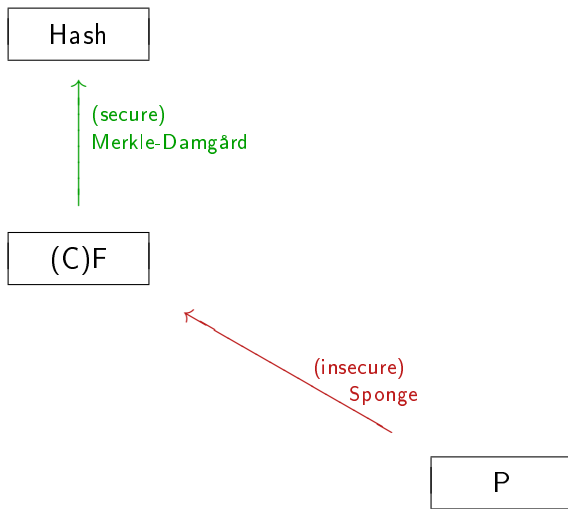 Hash
(secure)
Merkle-Damgård
(C)F
(insecure)
Sponge
P